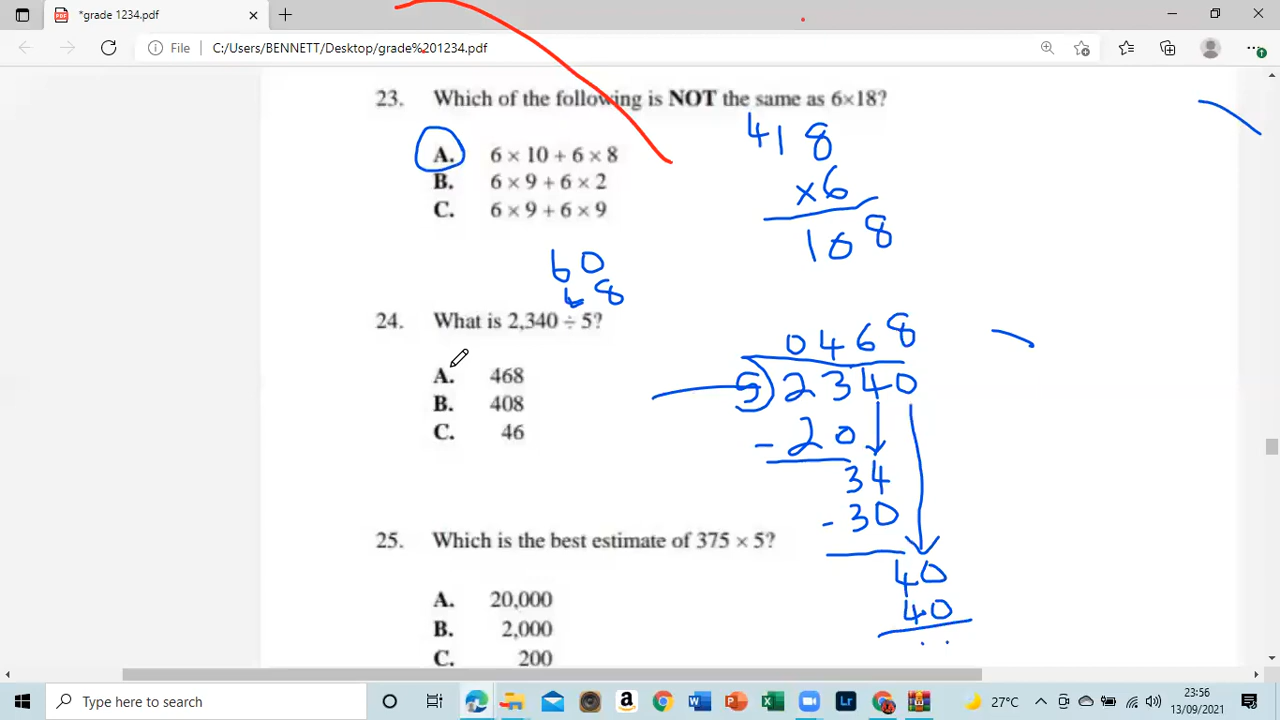 *grade 1234.pdf
File C:/Users/BENNETT/Desktop/grade%201234.pdf
23. Which of the following is NOT the same as 6×18?
A. 6 × 10 + 6 × 8
B. 6 × 9 + 6 × 2
C. 6 × 9 + 6 × 9
418
×6
108
60
68
24. What is 2,340 ÷ 5?
A. 468
B. 408
C. 46
0468
5)2340
-20
34
-30
40
40
25. Which is the best estimate of 375 × 5?
A. 20,000
B. 2,000
C. 200
Type here to search
27°C
23:56
13/09/2021